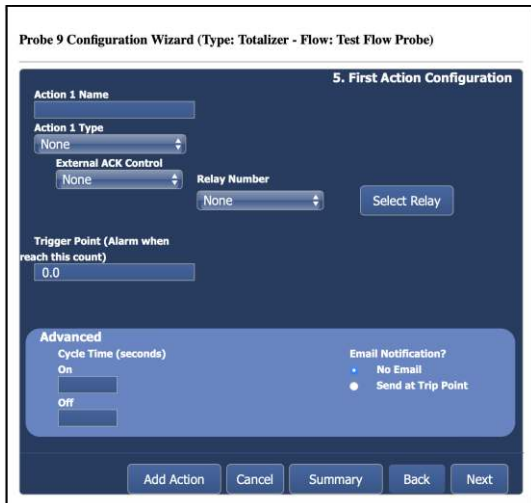 Probe 9 Configuration Wizard (Type: Totalizer - Flow: Test Flow Probe)
5. First Action Configuration
Action 1 Name
Action 1 Type
None
External ACK Control
None
Relay Number
None
Select Relay
Trigger Point (Alarm when
reach this count)
0.0
Advanced
Cycle Time (seconds)
On
Off
Email Notification?
No Email
Send at Trip Point
Add Action Cancel Summary Back Next